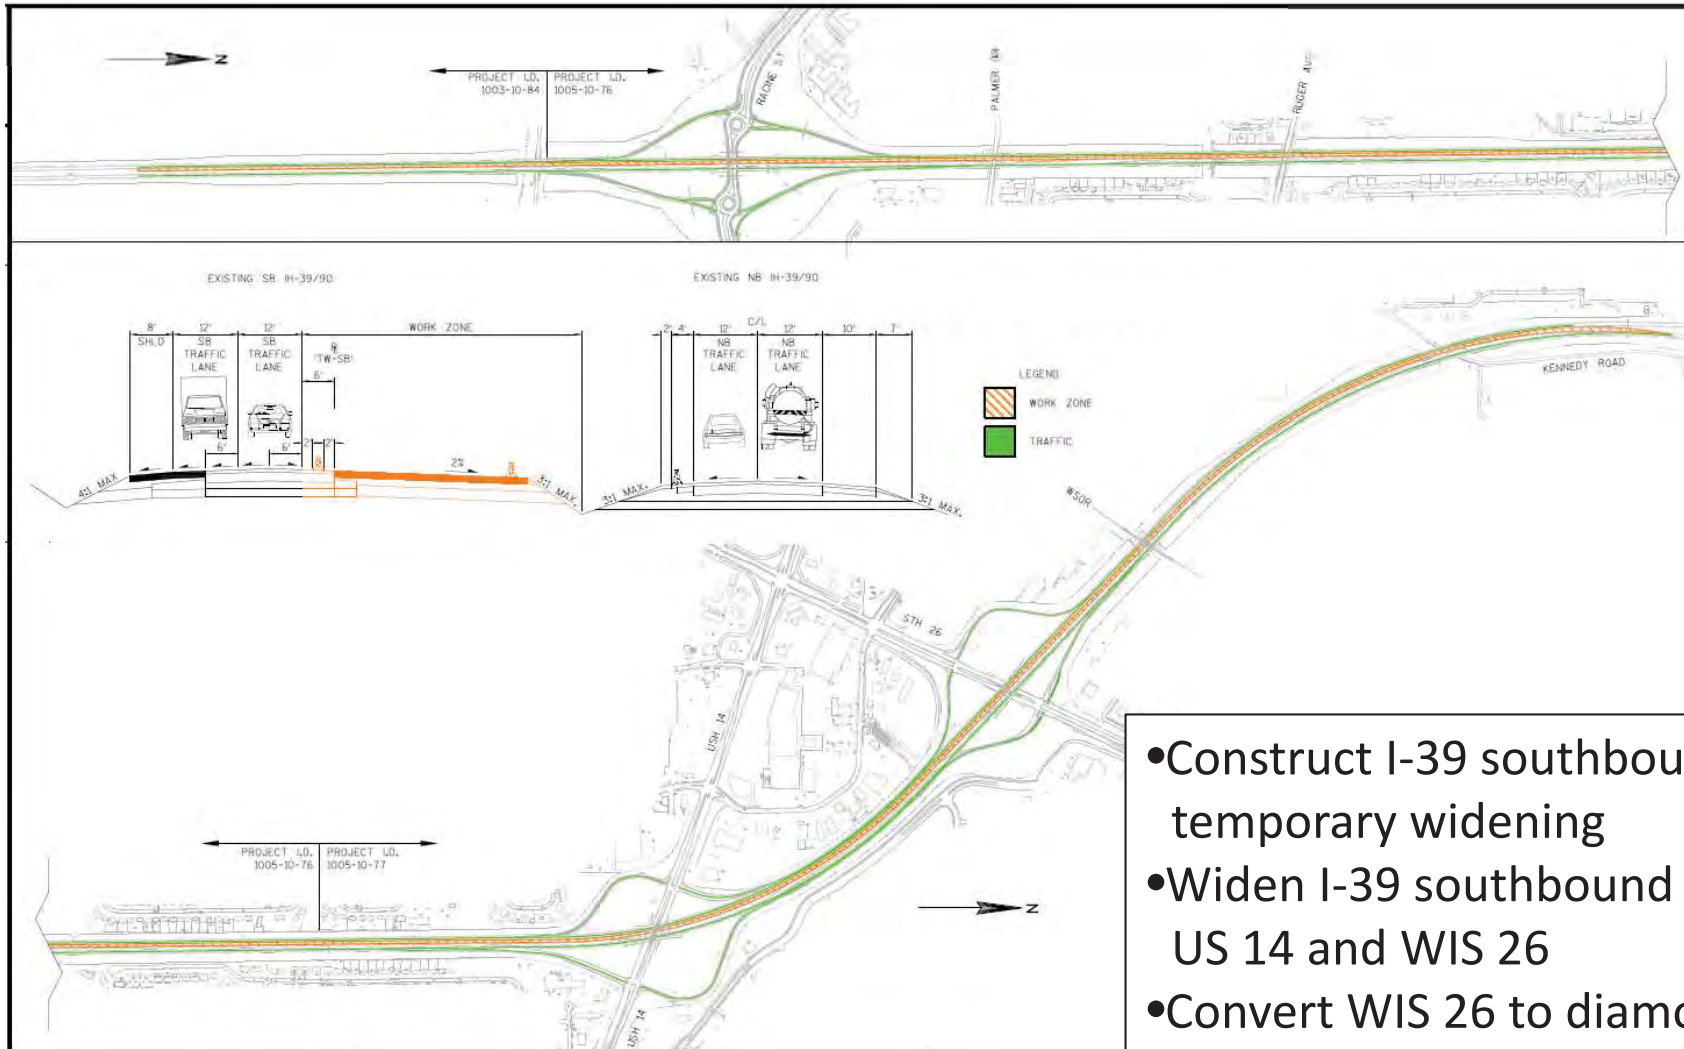 N
PROJECT I.D.
1003-10-84
PROJECT I.D.
1005-10-76
RACINE ST
PALMER DR
RUGER AVE
EXISTING SB IH-39/90
8'
SHLD
12'
SB
TRAFFIC
LANE
12'
SB
TRAFFIC
LANE
WORK ZONE
'TW-SB'
6'
6'
6'
2'
2'
2%
4:1 MAX.
3:1 MAX.
EXISTING NB IH-39/90
C/L
2'
4'
12'
NB
TRAFFIC
LANE
12'
NB
TRAFFIC
LANE
10'
7'
3:1 MAX.
3:1 MAX.
LEGEND
WORK ZONE
TRAFFIC
KENNEDY ROAD
WSOR
STH 26
USH 14
PROJECT I.D.
1005-10-76
PROJECT I.D.
1005-10-77
N
USH 14
•Construct I-39 southbou
temporary widening
•Widen I-39 southbound
US 14 and WIS 26
•Convert WIS 26 to diamo